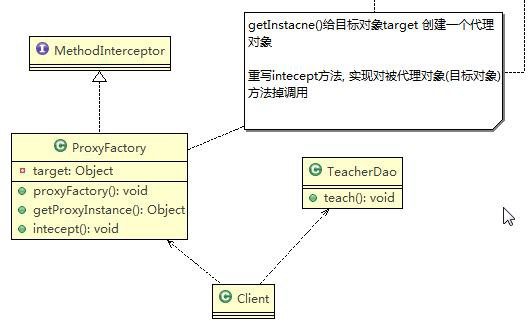 MethodInterceptor
getInstacne()给目标对象target 创建一个代理
对象
重写intecept方法, 实现对被代理对象(目标对象)
方法掉调用
ProxyFactory
target: Object
proxyFactory(): void
getProxyInstance(): Object
intecept(): void
TeacherDao
teach(): void
Client